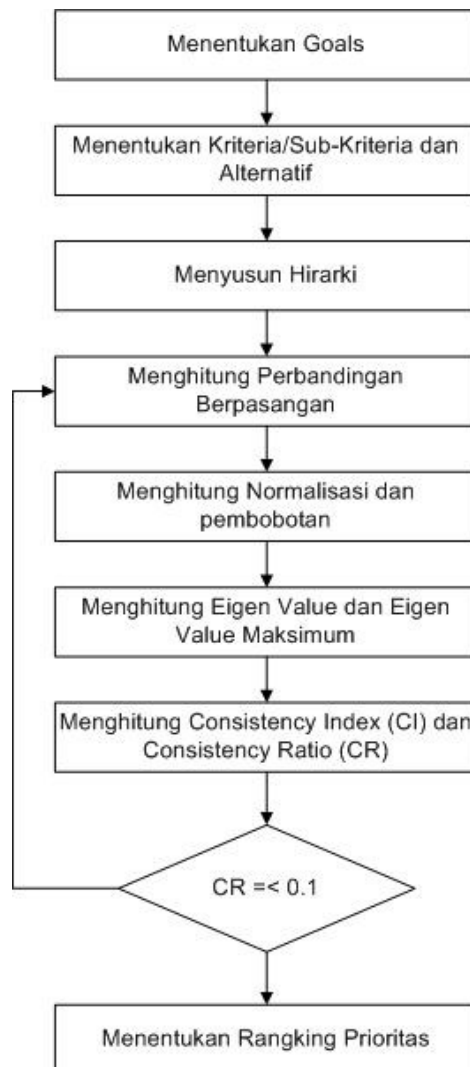 Menentukan Goals
Menentukan Kriteria/Sub-Kriteria dan
Alternatif
Menyusun Hirarki
Menghitung Perbandingan
Berpasangan
Menghitung Normalisasi dan
pembobotan
Menghitung Eigen Value dan Eigen
Value Maksimum
Menghitung Consistency Index (CI) dan
Consistency Ratio (CR)
CR =< 0.1
Menentukan Rangking Prioritas